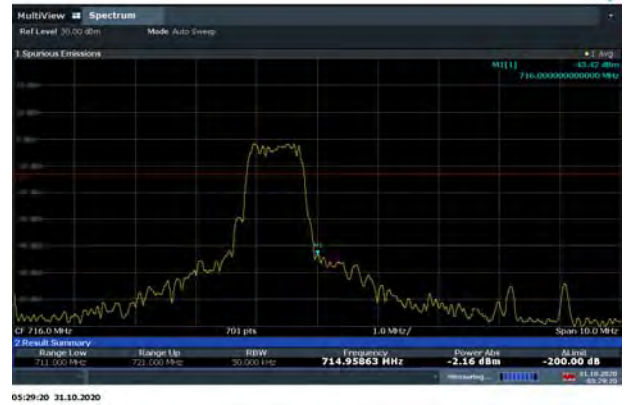 MultiView Spectrum
Ref Level 30.00 dBm Mode Auto Sweep
1 Spurious Emissions 1 Avg
M1[1] -43.42 dBm
716.000000000000 MHz
M1
CF 716.0 MHz 701 pts 1.0 MHz/ Span 10.0 MHz
2 Result Summary
Range Low Range Up RBW Frequency Power Abs ΔLimit
711.000 MHz 721.000 MHz 30.000 kHz 714.95863 MHz -2.16 dBm -200.00 dB
Measuring... 31.10.2020
05:29:20
05:29:20 31.10.2020